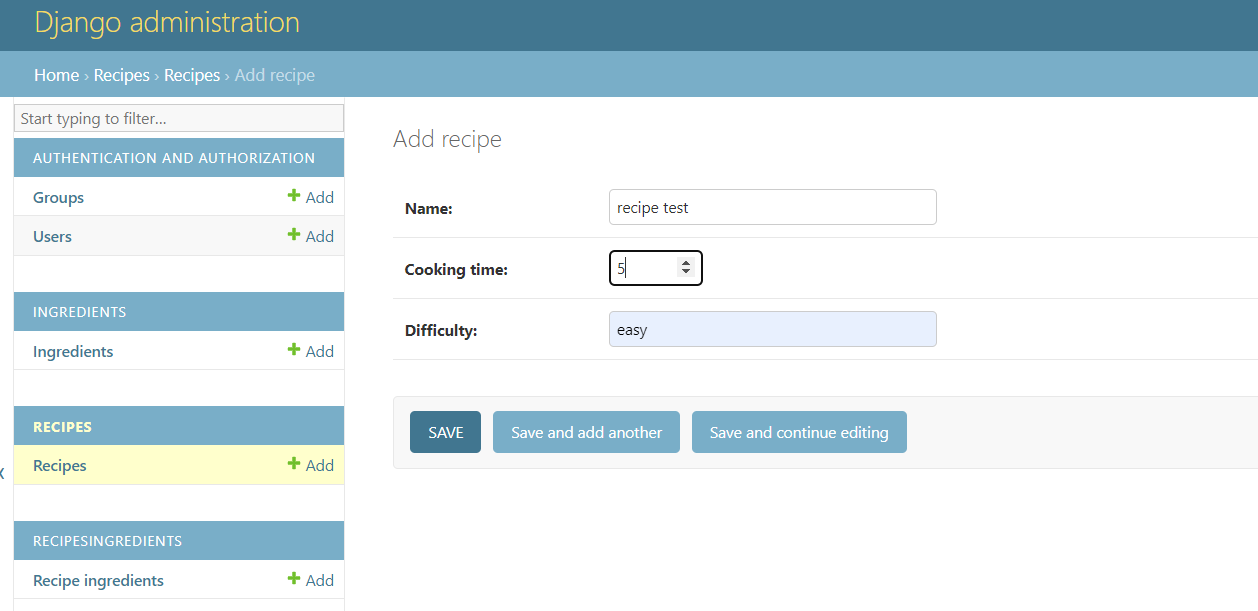 Django administration
Home › Recipes › Recipes › Add recipe
Start typing to filter...
AUTHENTICATION AND AUTHORIZATION
Groups + Add
Users + Add
INGREDIENTS
Ingredients + Add
RECIPES
Recipes + Add
RECIPESINGREDIENTS
Recipe ingredients + Add
Add recipe
Name: recipe test
Cooking time: 5
Difficulty: easy
SAVE Save and add another Save and continue editing